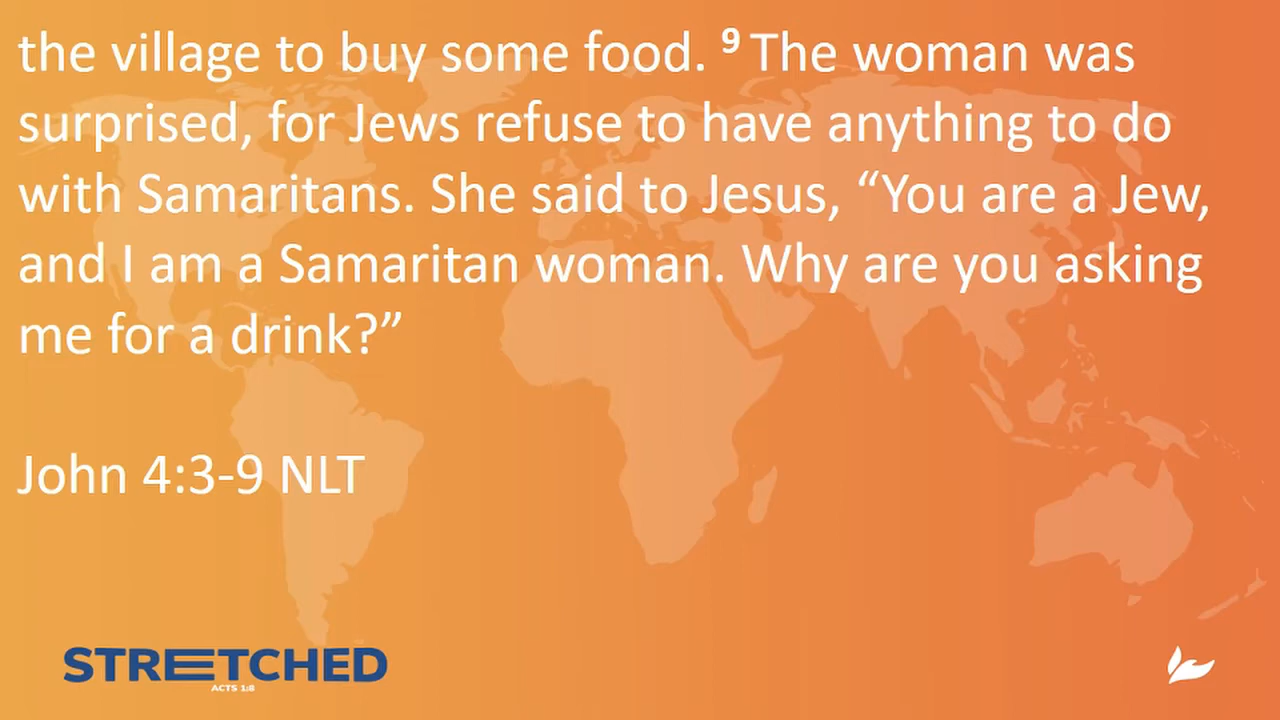 the village to buy some food. ⁹ The woman was
surprised, for Jews refuse to have anything to do
with Samaritans. She said to Jesus, “You are a Jew,
and I am a Samaritan woman. Why are you asking
me for a drink?”
John 4:3-9 NLT
STRETCHED
ACTS 1:8